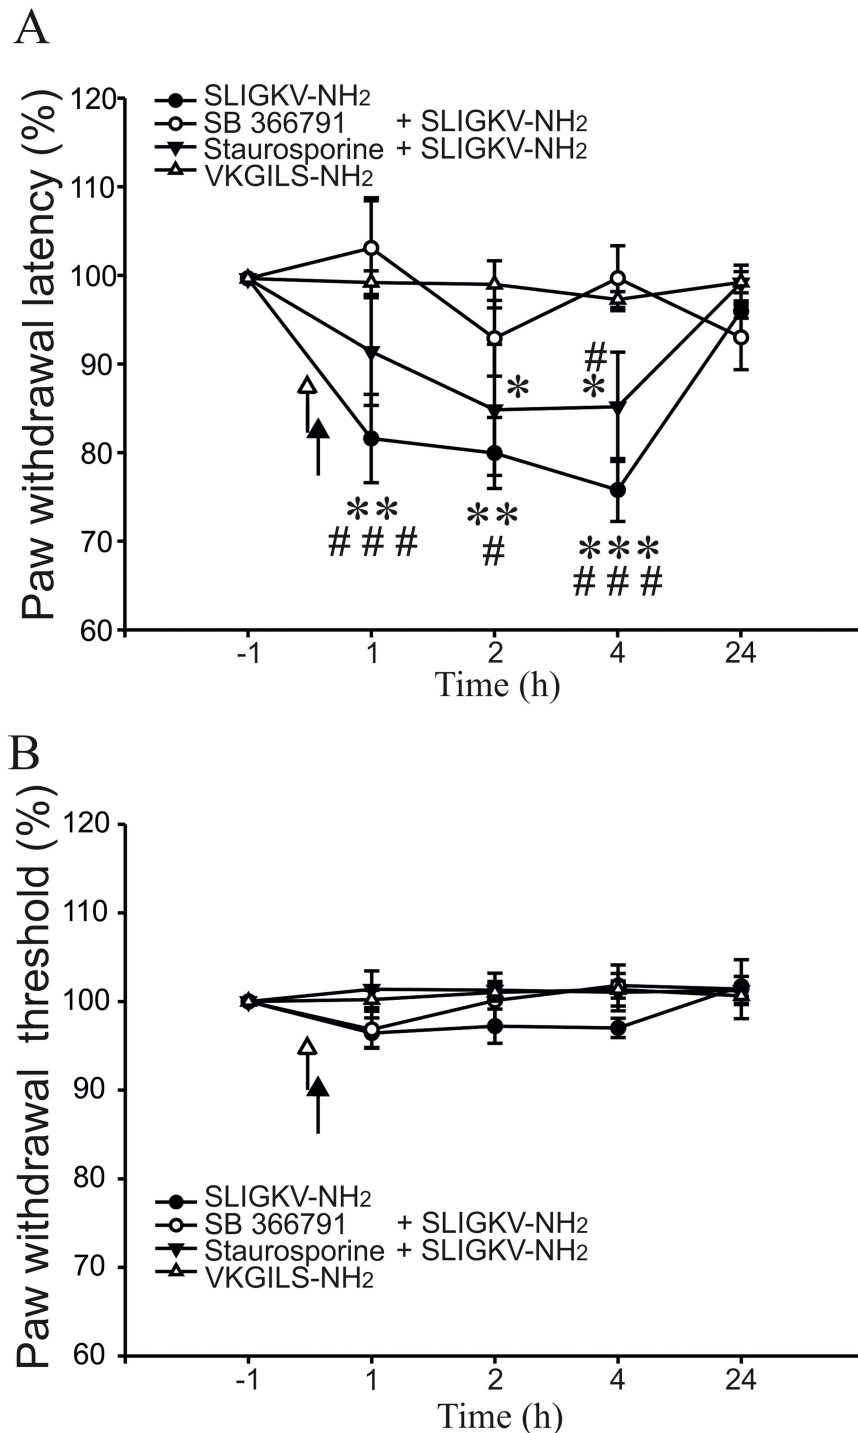 A
Paw withdrawal latency (%)
120
110
100
90
80
70
60
SLIGKV-NH2
SB 366791 + SLIGKV-NH2
Staurosporine + SLIGKV-NH2
VKGILS-NH2
#
*
*
**
###
**
#
***
###
-1 1 2 4 24
Time (h)
B
Paw withdrawal threshold (%)
120
110
100
90
80
70
60
SLIGKV-NH2
SB 366791 + SLIGKV-NH2
Staurosporine + SLIGKV-NH2
VKGILS-NH2
-1 1 2 4 24
Time (h)